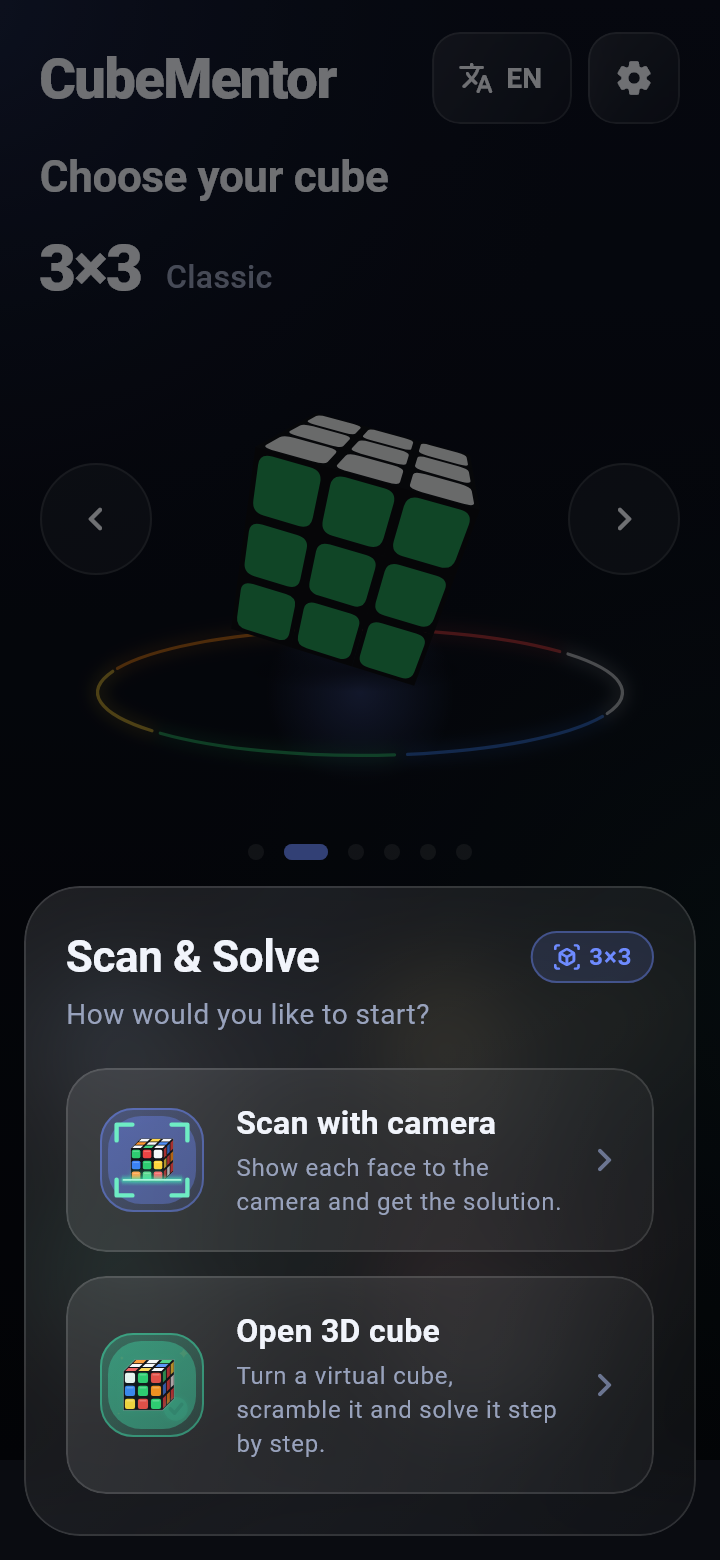 CubeMentor
EN
Choose your cube
3×3 Classic
Scan & Solve
3×3
How would you like to start?
Scan with camera
Show each face to the
camera and get the solution.
Open 3D cube
Turn a virtual cube,
scramble it and solve it step
by step.